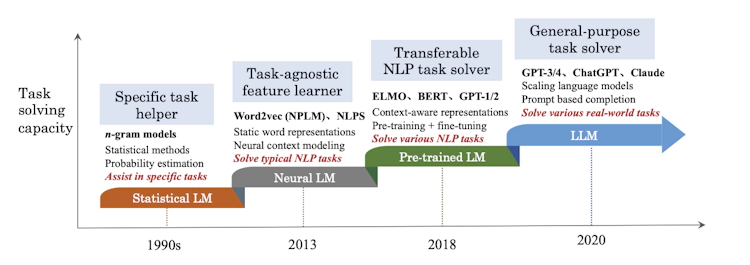 Task
solving
capacity
Specific task
helper
n-gram models
Statistical methods
Probability estimation
Assist in specific tasks
Statistical LM
1990s
Task-agnostic
feature learner
Word2vec (NPLM)、NLPS
Static word representations
Neural context modeling
Solve typical NLP tasks
Neural LM
2013
Transferable
NLP task solver
ELMO、BERT、GPT-1/2
Context-aware representations
Pre-training + fine-tuning
Solve various NLP tasks
Pre-trained LM
2018
General-purpose
task solver
GPT-3/4、ChatGPT、Claude
Scaling language models
Prompt based completion
Solve various real-world tasks
LLM
2020